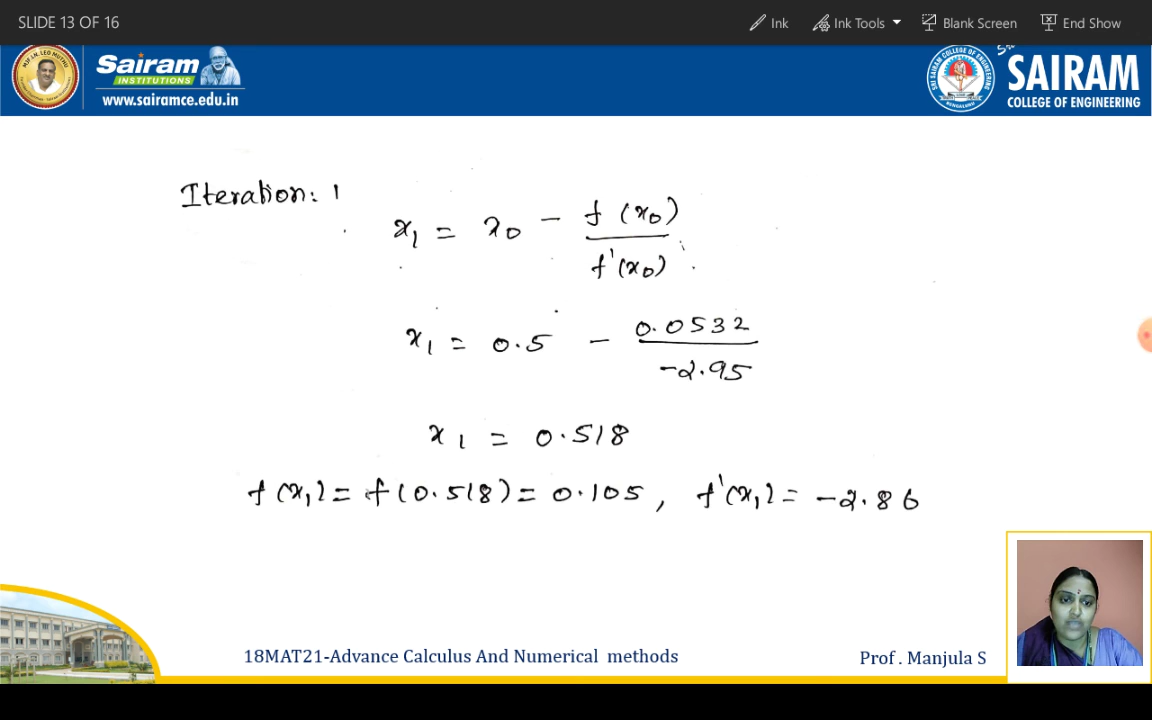 SLIDE 13 OF 16
Ink Ink Tools Blank Screen End Show
Sairam
INSTITUTIONS
www.sairamce.edu.in
SAIRAM
COLLEGE OF ENGINEERING
Iteration: 1
x₁ = x₀ - f(x₀) / f'(x₀)
x₁ = 0.5 - 0.0532 / -2.95
x₁ = 0.518
f(x₁) = f(0.518) = 0.105, f'(x₁) = -2.86
18MAT21-Advance Calculus And Numerical methods
Prof . Manjula S